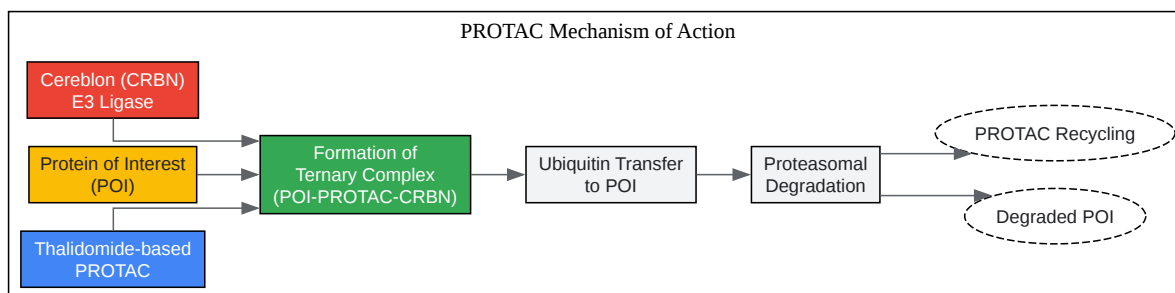 PROTAC Mechanism of Action
Cereblon (CRBN)
E3 Ligase
Protein of Interest
(POI)
Thalidomide-based
PROTAC
Formation of
Ternary Complex
(POI-PROTAC-CRBN)
Ubiquitin Transfer
to POI
Proteasomal
Degradation
PROTAC Recycling
Degraded POI